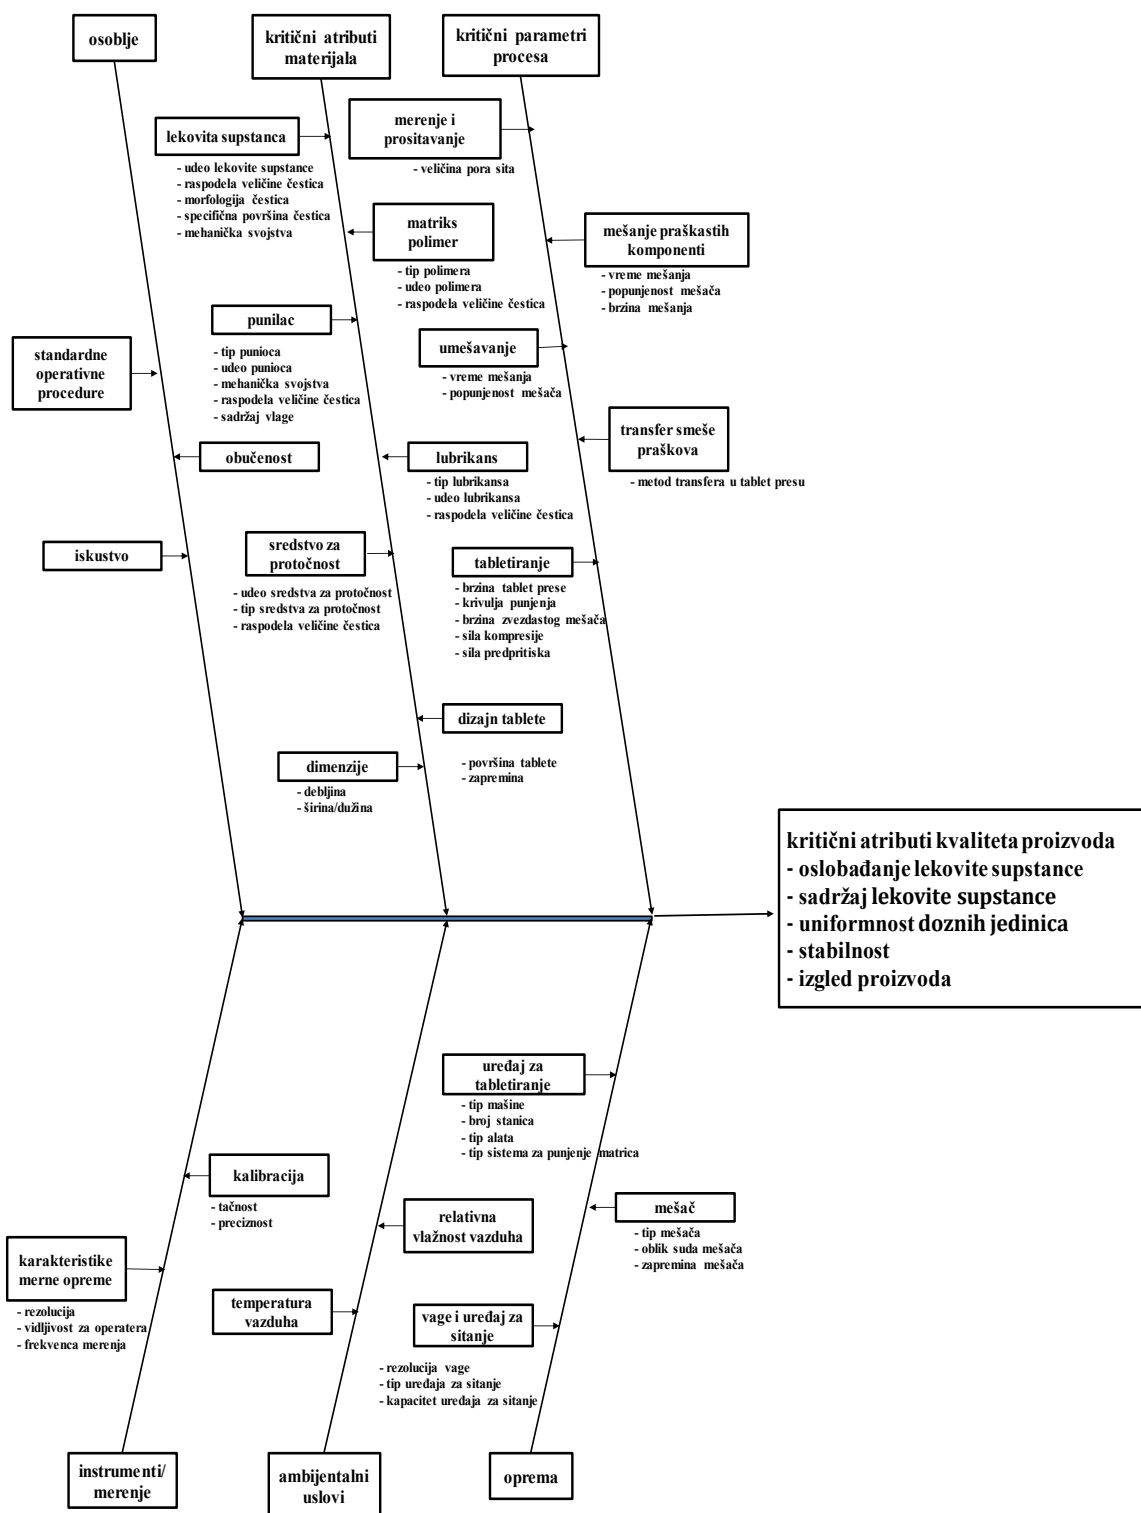 osoblje
kritični atributi
materijala
kritični parametri
procesa
lekovita supstanca
- udeo lekovite supstance
- raspodela veličine čestica
- morfologija čestica
- specifična površina čestica
- mehanička svojstva
merenje i
prositavanje
- veličina pora sita
matriks
polimer
- tip polimera
- udeo polimera
- raspodela veličine čestica
mešanje praškastih
komponenti
- vreme mešanja
- popunjenost mešača
- brzina mešanja
punilac
- tip punioca
- udeo punioca
- mehanička svojstva
- raspodela veličine čestica
- sadržaj vlage
umešavanje
- vreme mešanja
- popunjenost mešača
standardne
operativne
procedure
obučenost
lubrikans
- tip lubrikansa
- udeo lubrikansa
- raspodela veličine čestica
transfer smeše
praškova
- metod transfera u tablet presu
iskustvo
sredstvo za
protočnost
- udeo sredstva za protočnost
- tip sredstva za protočnost
- raspodela veličine čestica
tabletiranje
- brzina tablet prese
- krivulja punjenja
- brzina zvezdastog mešača
- sila kompresije
- sila predpritiska
dizajn tablete
- površina tablete
- zapremina
dimenzije
- debljina
- širina/dužina
kritični atributi kvaliteta proizvoda
- oslobađanje lekovite supstance
- sadržaj lekovite supstance
- uniformnost doznih jedinica
- stabilnost
- izgled proizvoda
uređaj za
tabletiranje
- tip mašine
- broj stanica
- tip alata
- tip sistema za punjenje matrica
kalibracija
- tačnost
- preciznost
relativna
vlažnost vazduha
mešač
- tip mešača
- oblik suda mešača
- zapremina mešača
karakteristike
merne opreme
- rezolucija
- vidljivost za operatera
- frekvenca merenja
temperatura
vazduha
vage i uređaj za
sitanje
- rezolucija vage
- tip uređaja za sitanje
- kapacitet uređaja za sitanje
instrumenti/
merenje
ambijentalni
uslovi
oprema